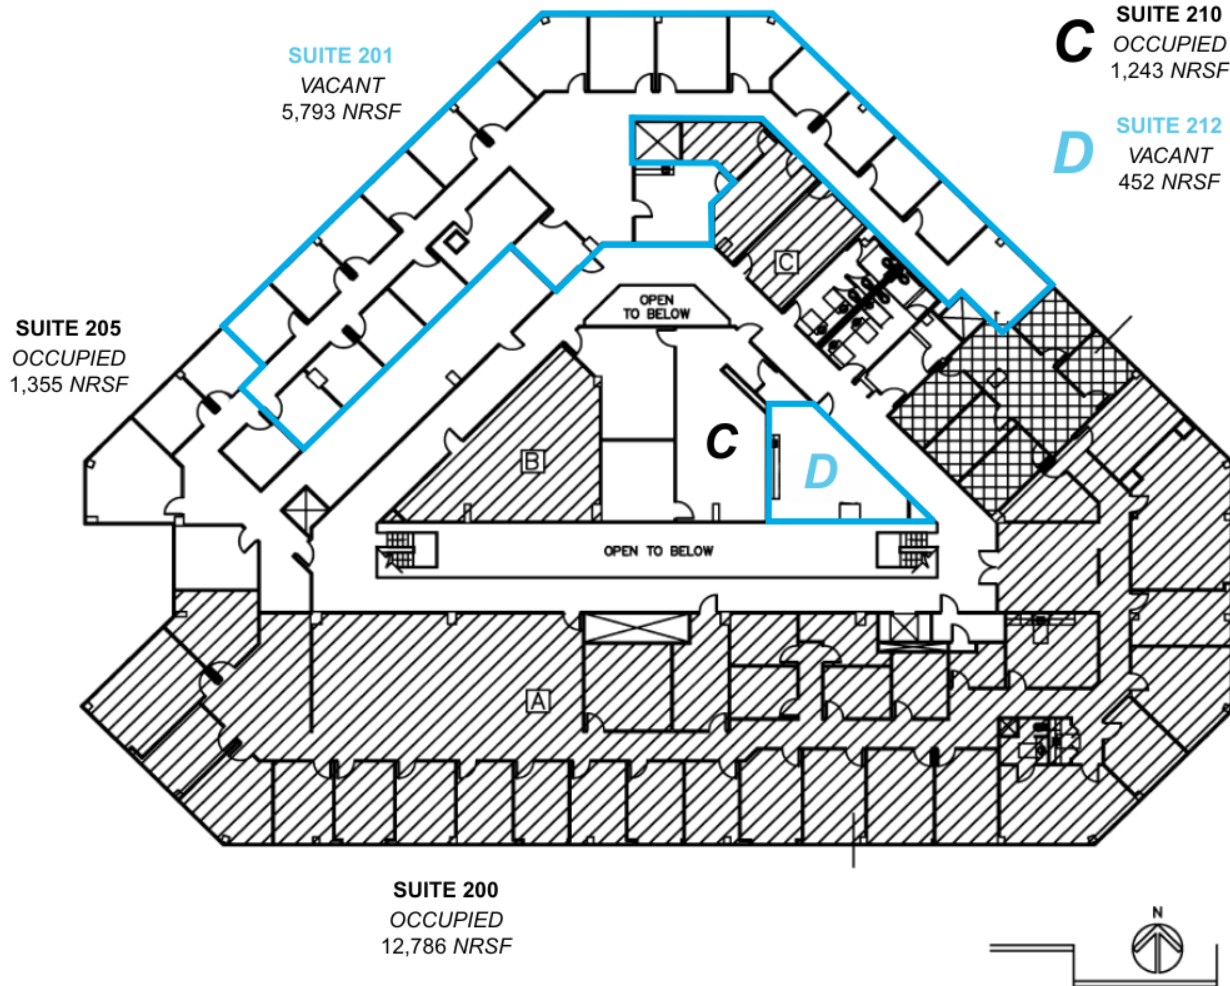 SUITE 201
VACANT
5,793 NRSF
C
SUITE 210
OCCUPIED
1,243 NRSF
D
SUITE 212
VACANT
452 NRSF
SUITE 205
OCCUPIED
1,355 NRSF
C
OPEN
TO BELOW
C
B
D
OPEN TO BELOW
A
SUITE 200
OCCUPIED
12,786 NRSF
N